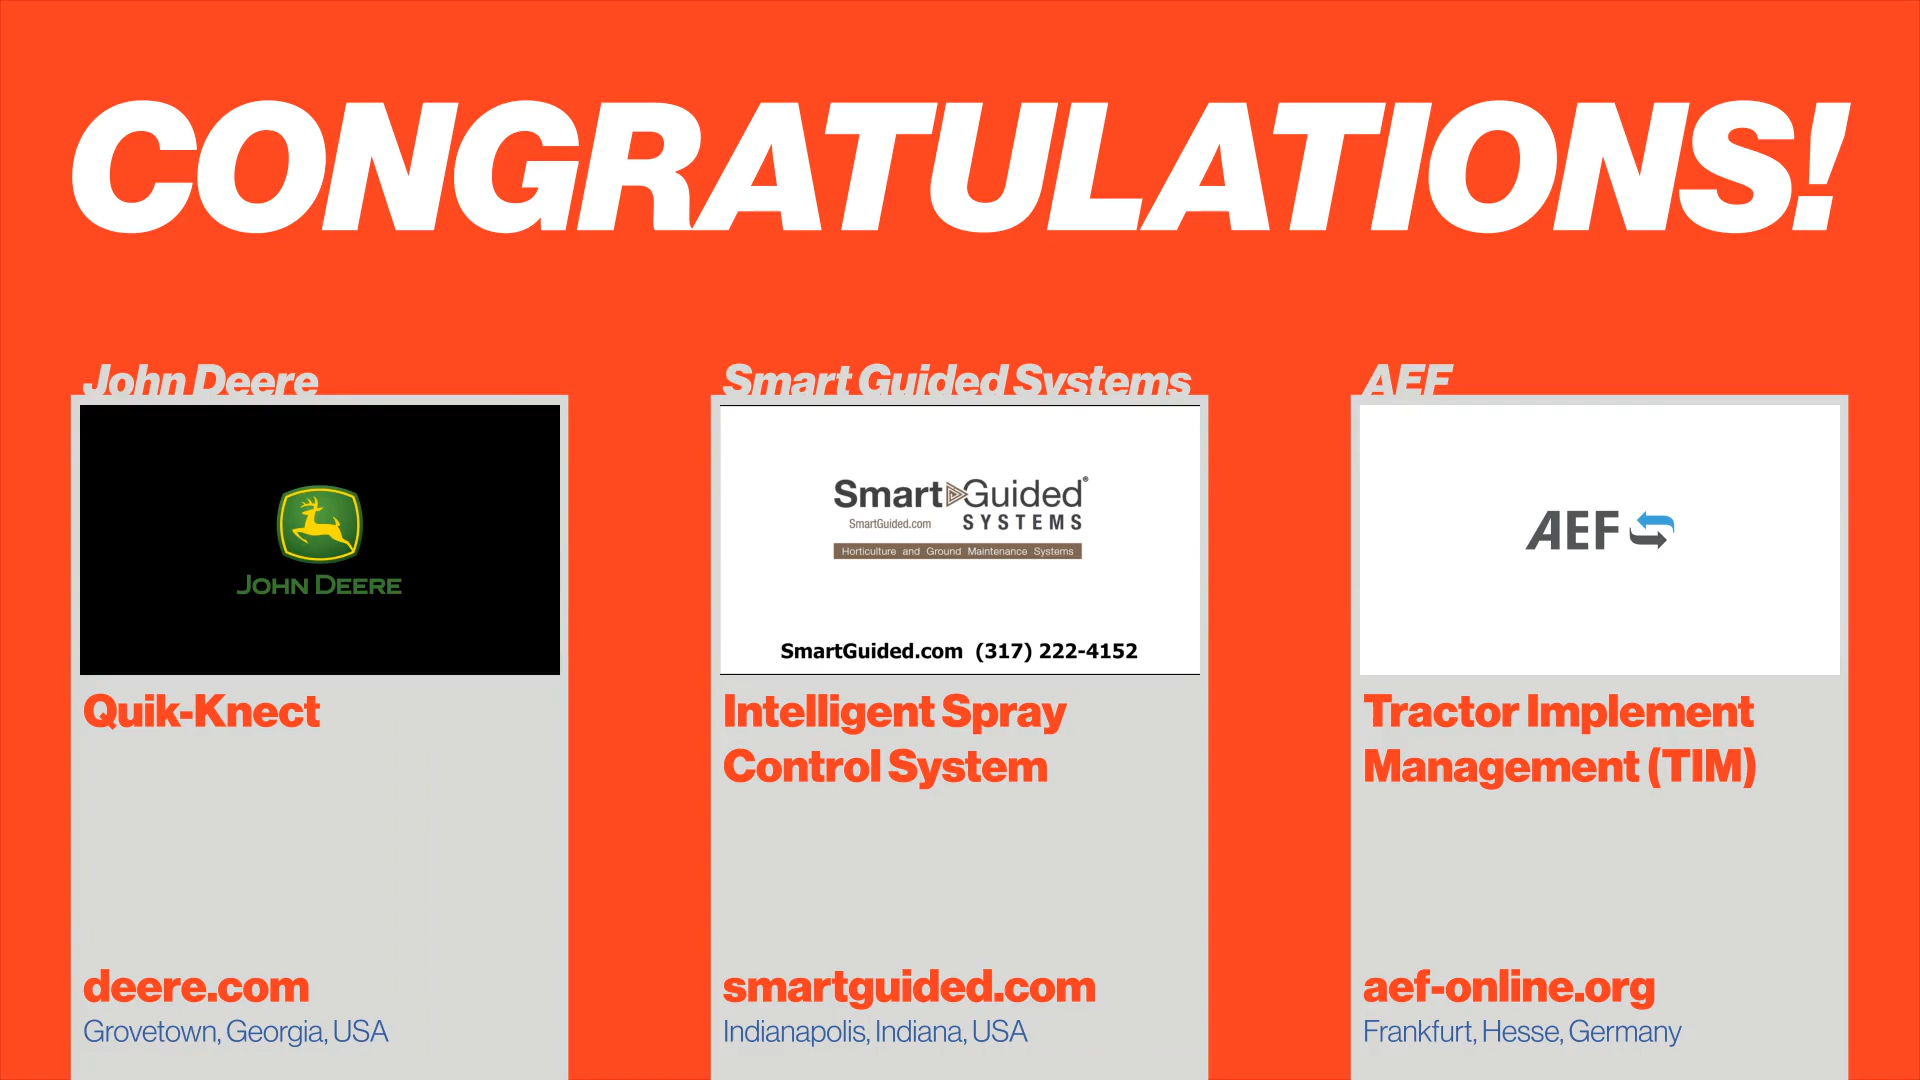 CONGRATULATIONS!
John Deere
JOHN DEERE
Quik-Knect
deere.com
Grovetown, Georgia, USA
Smart Guided Systems
Smart Guided®
SmartGuided.com SYSTEMS
Horticulture and Ground Maintenance Systems
SmartGuided.com (317) 222-4152
Intelligent Spray
Control System
smartguided.com
Indianapolis, Indiana, USA
AEF
AEF
Tractor Implement
Management (TIM)
aef-online.org
Frankfurt, Hesse, Germany